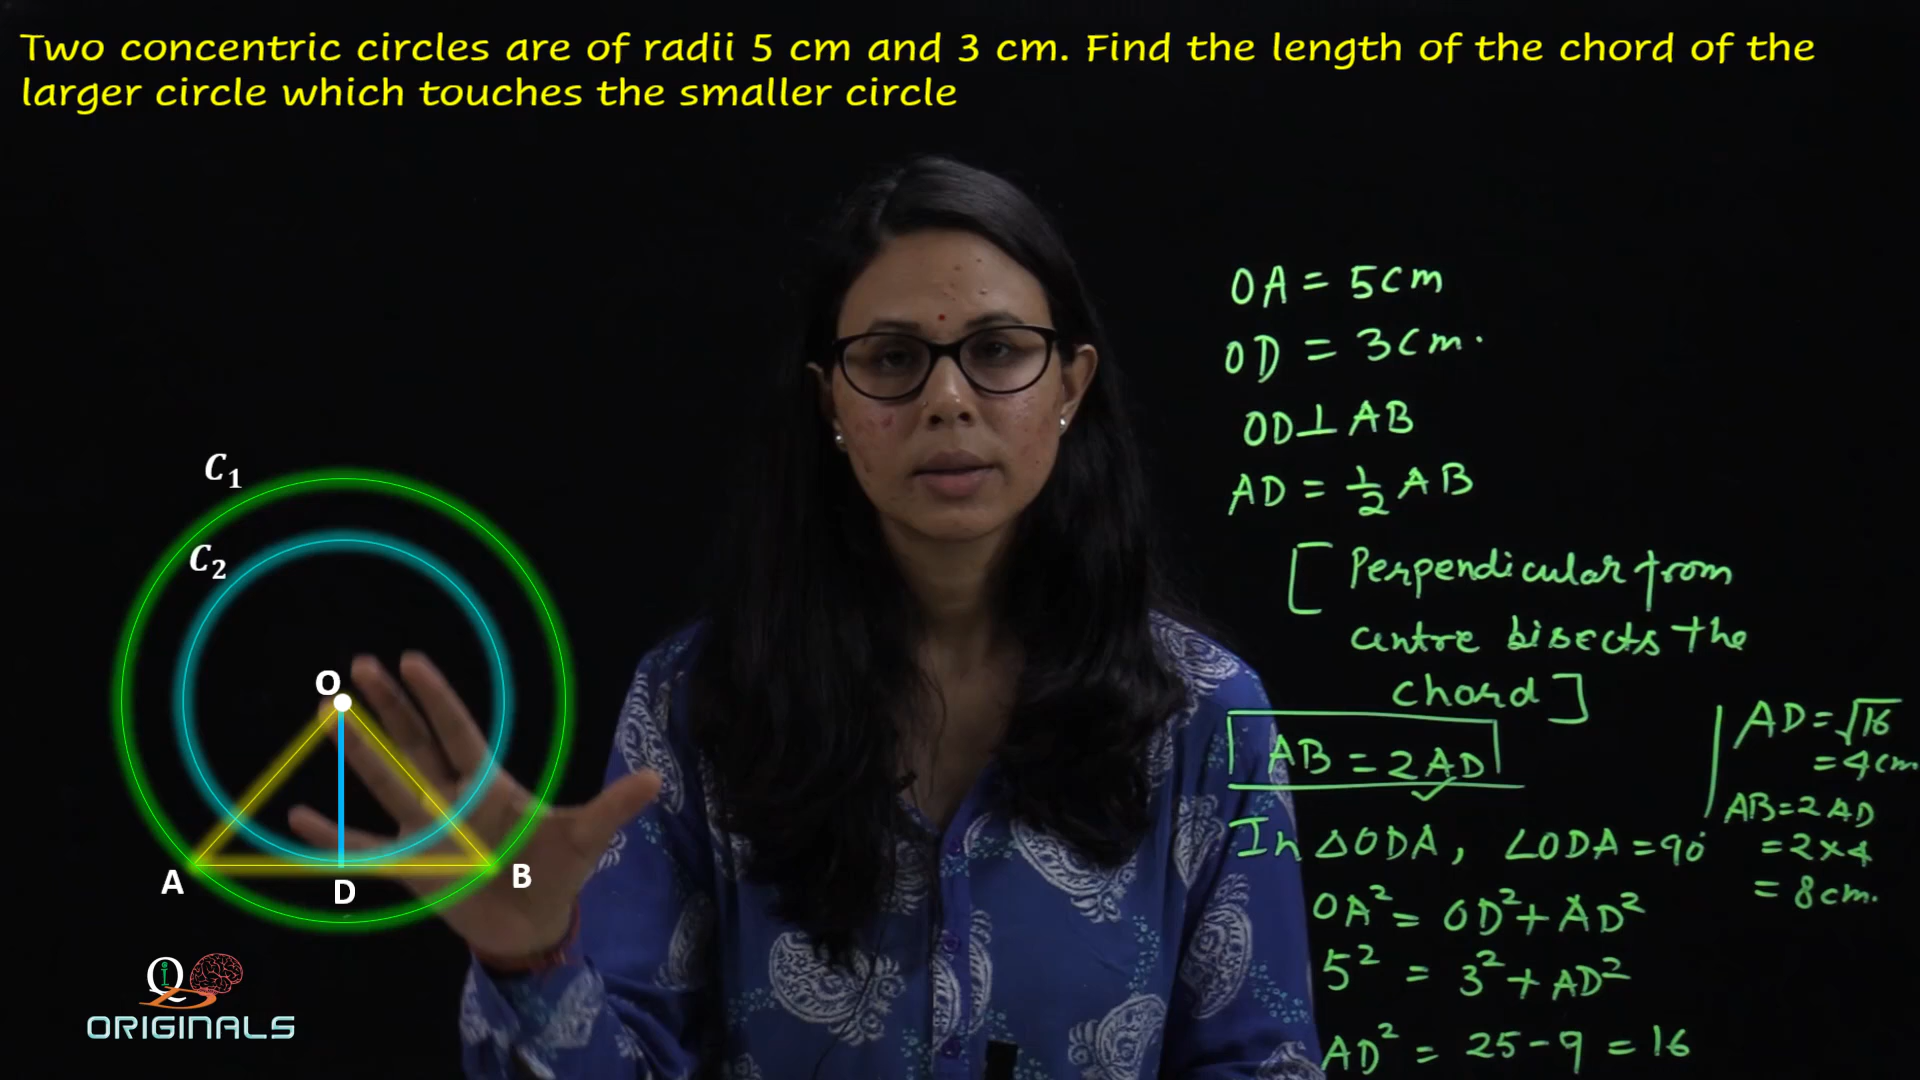 Two concentric circles are of radii 5 cm and 3 cm. Find the length of the chord of the
larger circle which touches the smaller circle
C₁
C₂
O
A
D
B
QiD
ORIGINALS
OA = 5cm
OD = 3cm.
OD⊥AB
AD = ½ AB
[Perpendicular from
centre bisects the
chord]
AB = 2AD
In △ODA, ∠ODA = 90°
OA² = OD² + AD²
5² = 3² + AD²
AD² = 25 - 9 = 16
AD = √16
= 4cm
AB = 2AD
= 2×4
= 8cm.